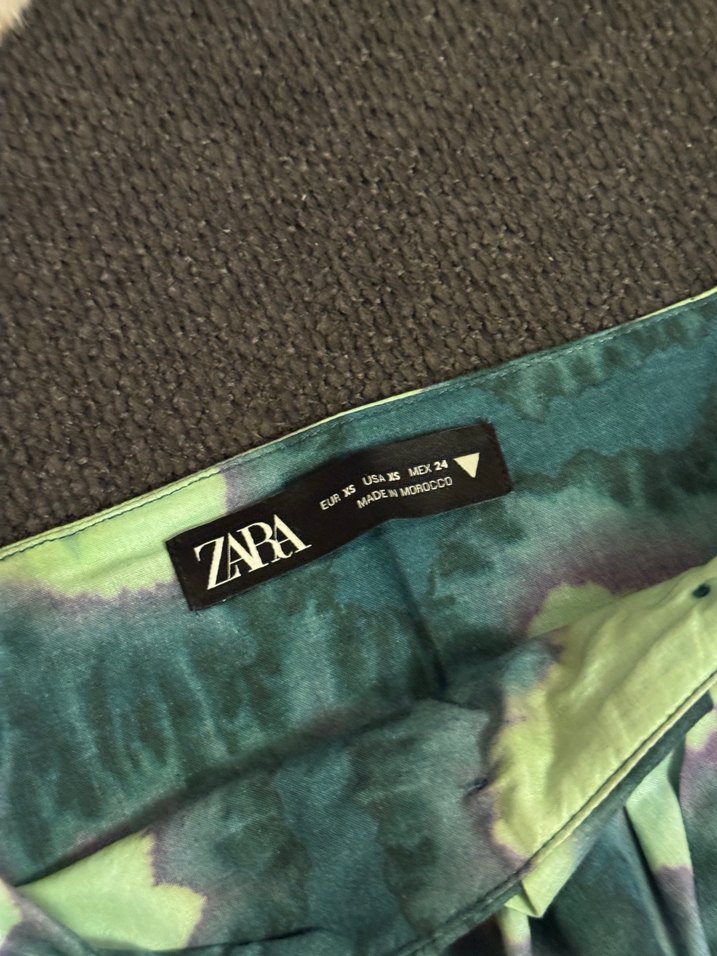 ZARA
EUR XS USA XS MEX 24
MADE IN MOROCCO